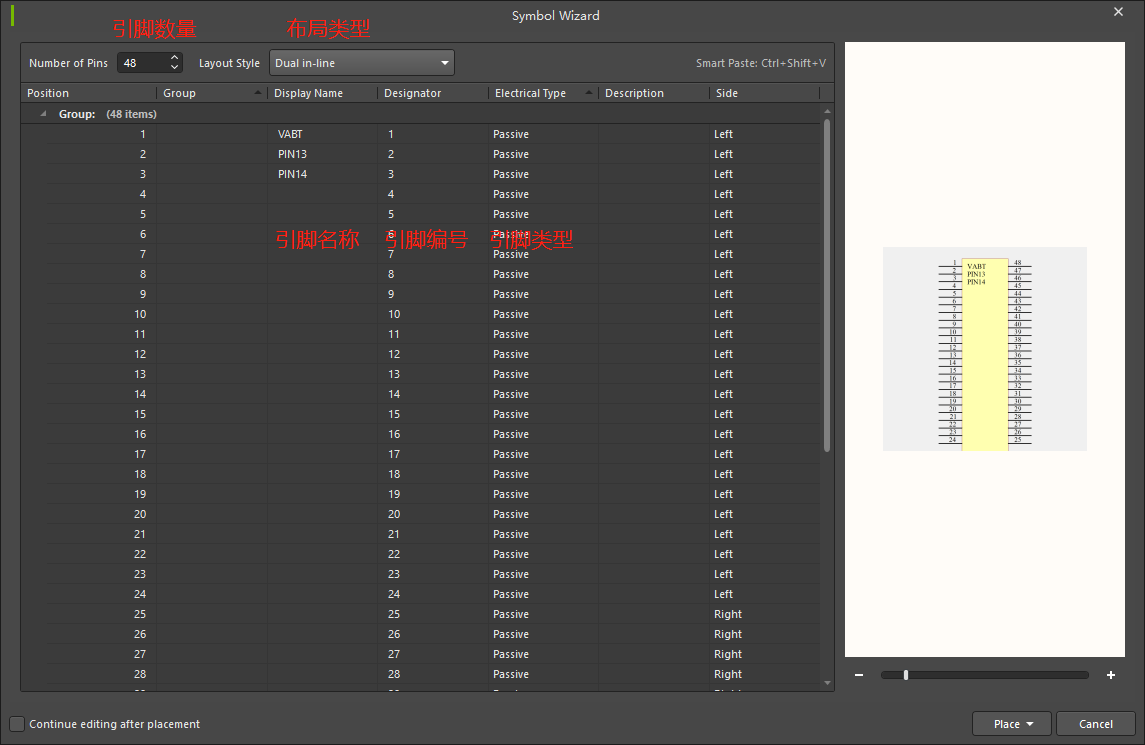 Symbol Wizard
引脚数量 布局类型
Number of Pins 48 Layout Style Dual in-line Smart Paste: Ctrl+Shift+V
Position Group Display Name Designator Electrical Type Description Side
Group: (48 items)
1 VABT 1 Passive Left
2 PIN13 2 Passive Left
3 PIN14 3 Passive Left
4 4 Passive Left
5 5 Passive Left
6 6 Passive Left
引脚名称 引脚编号 引脚类型
7 7 Passive Left
8 8 Passive Left
9 9 Passive Left
10 10 Passive Left
11 11 Passive Left
12 12 Passive Left
13 13 Passive Left
14 14 Passive Left
15 15 Passive Left
16 16 Passive Left
17 17 Passive Left
18 18 Passive Left
19 19 Passive Left
20 20 Passive Left
21 21 Passive Left
22 22 Passive Left
23 23 Passive Left
24 24 Passive Left
25 25 Passive Right
26 26 Passive Right
27 27 Passive Right
28 28 Passive Right
1 VABT 48
2 PIN13 47
3 PIN14 46
4 45
5 44
6 43
7 42
8 41
9 40
10 39
11 38
12 37
13 36
14 35
15 34
16 33
17 32
18 31
19 30
20 29
21 28
22 27
23 26
24 25
Continue editing after placement
Place Cancel